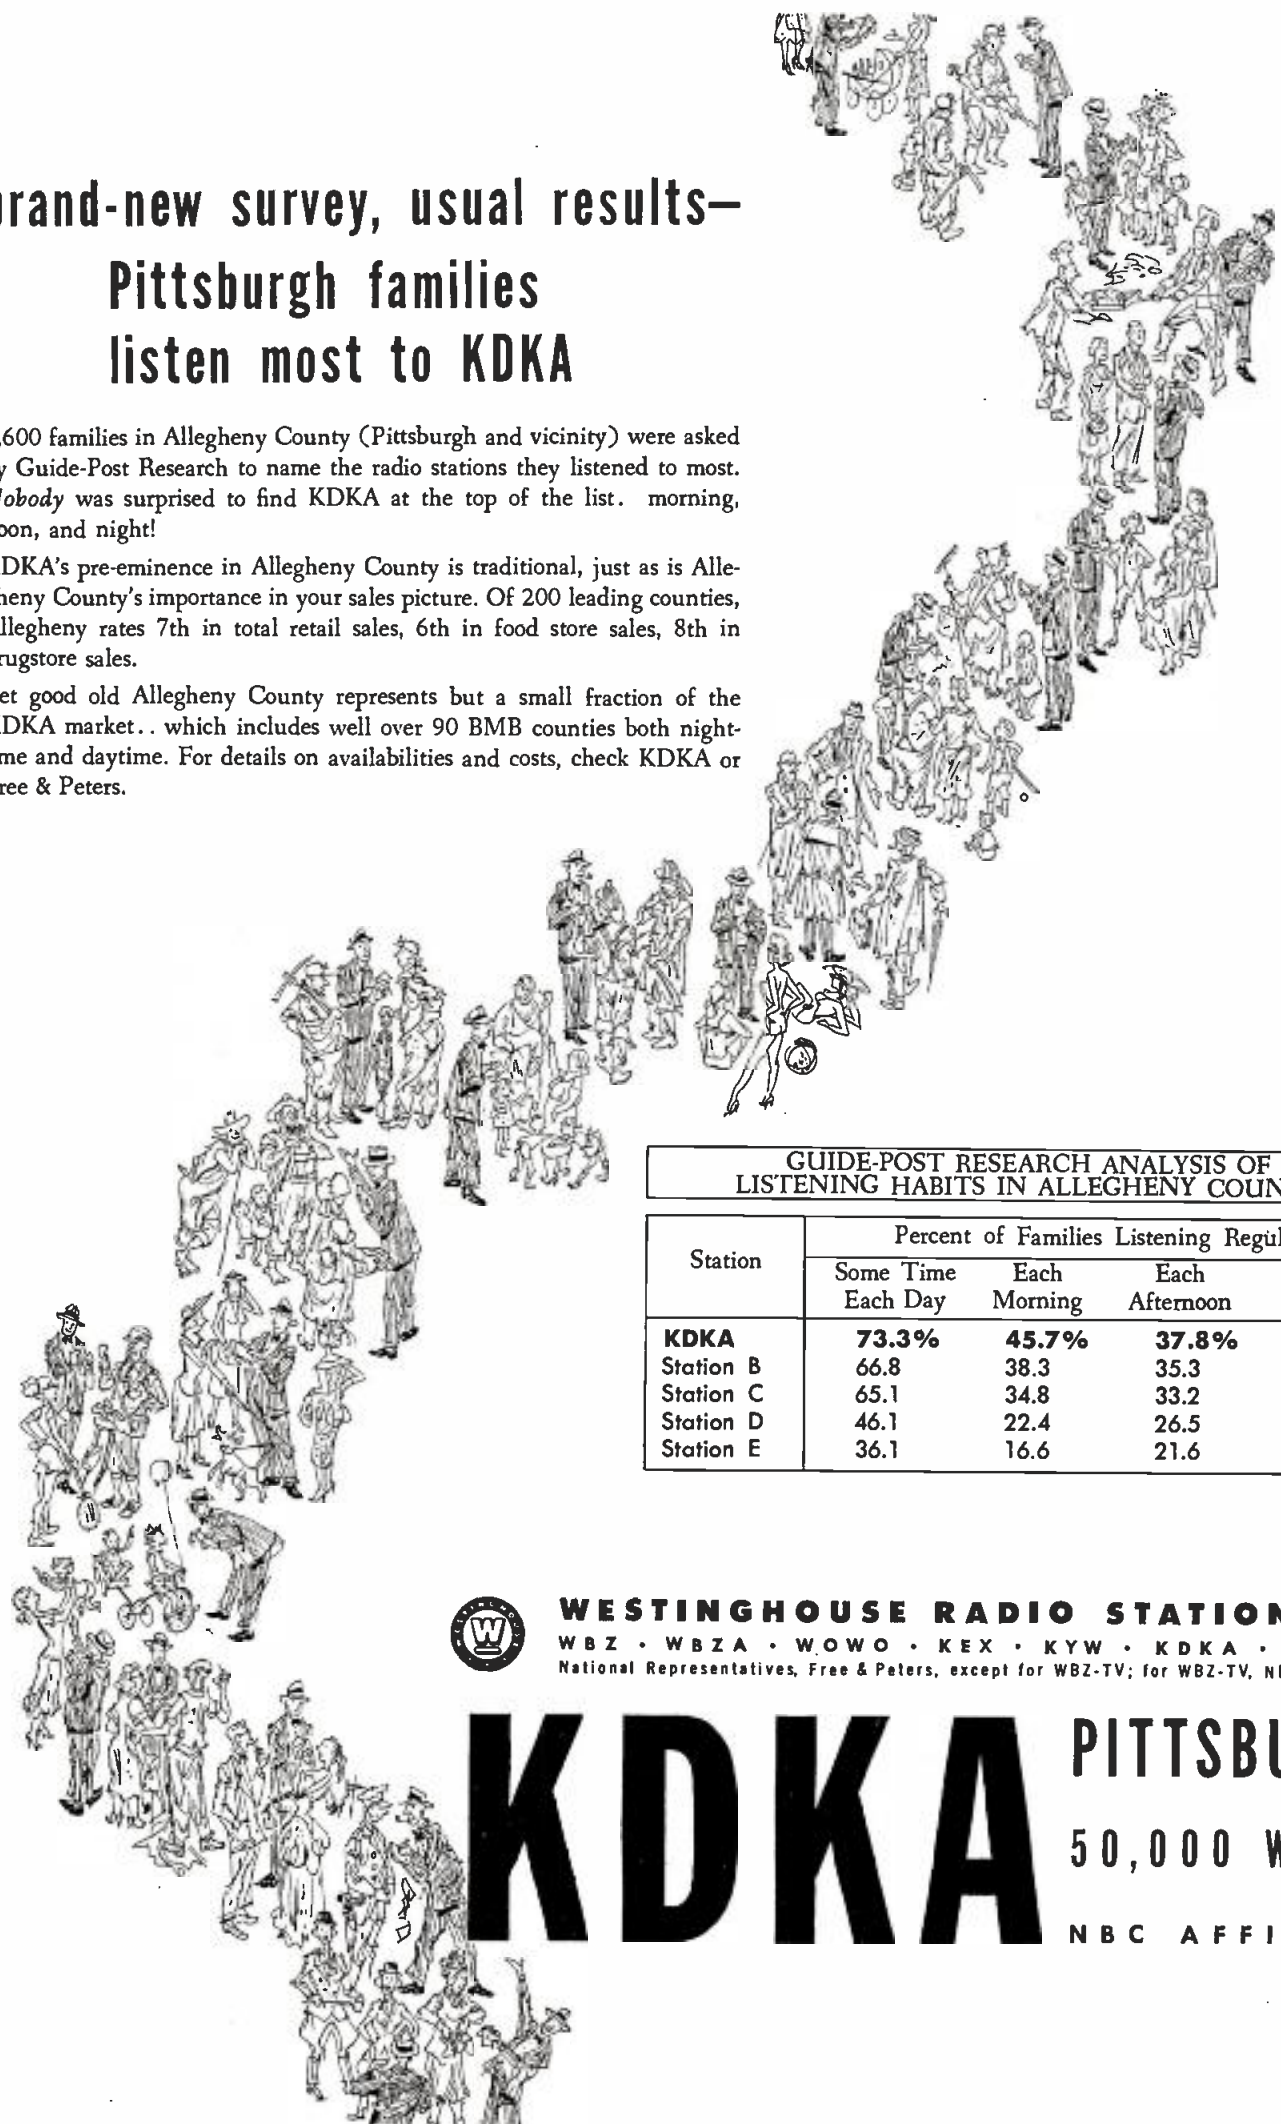 brand-new survey, usual results—
Pittsburgh families
listen most to KDKA
,600 families in Allegheny County (Pittsburgh and vicinity) were asked
y Guide-Post Research to name the radio stations they listened to most.
obody was surprised to find KDKA at the top of the list. morning,
oon, and night!
DKA's pre-eminence in Allegheny County is traditional, just as is Alle-
heny County's importance in your sales picture. Of 200 leading counties,
llegheny rates 7th in total retail sales, 6th in food store sales, 8th in
rugstore sales.
et good old Allegheny County represents but a small fraction of the
DKA market.. which includes well over 90 BMB counties both night-
me and daytime. For details on availabilities and costs, check KDKA or
ree & Peters.
GUIDE-POST RESEARCH ANALYSIS OF
LISTENING HABITS IN ALLEGHENY COUN
Station
Percent of Families Listening Regul
Some Time Each Day
Each Morning
Each Afternoon
KDKA 73.3% 45.7% 37.8%
Station B 66.8 38.3 35.3
Station C 65.1 34.8 33.2
Station D 46.1 22.4 26.5
Station E 36.1 16.6 21.6
W
WESTINGHOUSE RADIO STATION
WBZ • WBZA • WOWO • KEX • KYW • KDKA •
National Representatives, Free & Peters, except for WBZ-TV; for WBZ-TV, N
KDKA
PITTSBU
50,000 W
NBC AFFI